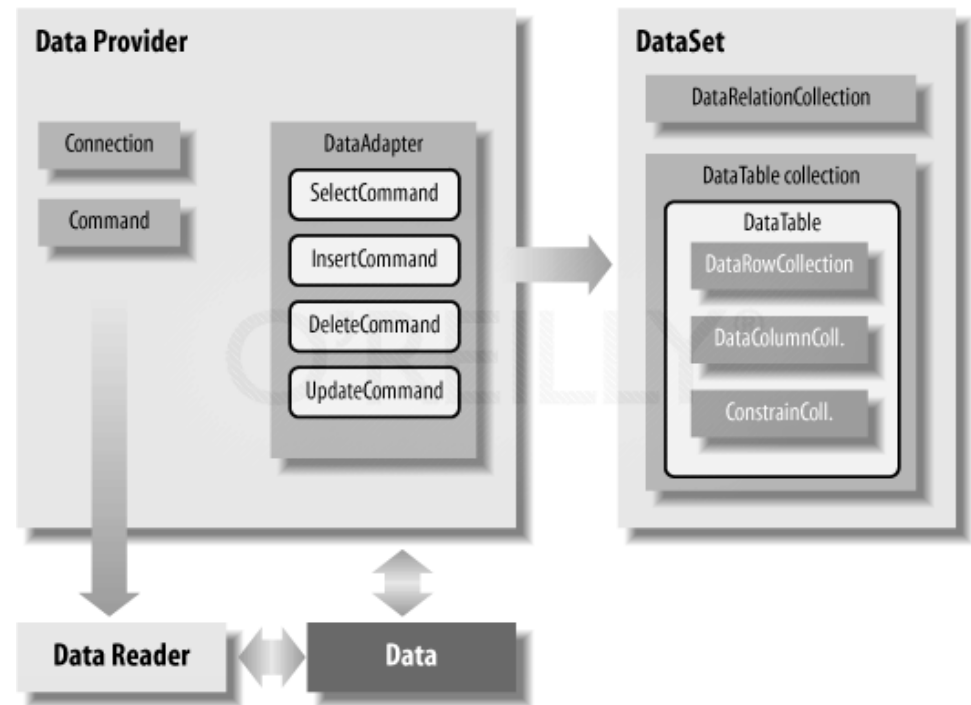 Data Provider
Connection
Command
DataAdapter
SelectCommand
InsertCommand
DeleteCommand
UpdateCommand
DataSet
DataRelationCollection
DataTable collection
DataTable
DataRowCollection
DataColumnColl.
ConstrainColl.
O'REILLY®
Data Reader
Data